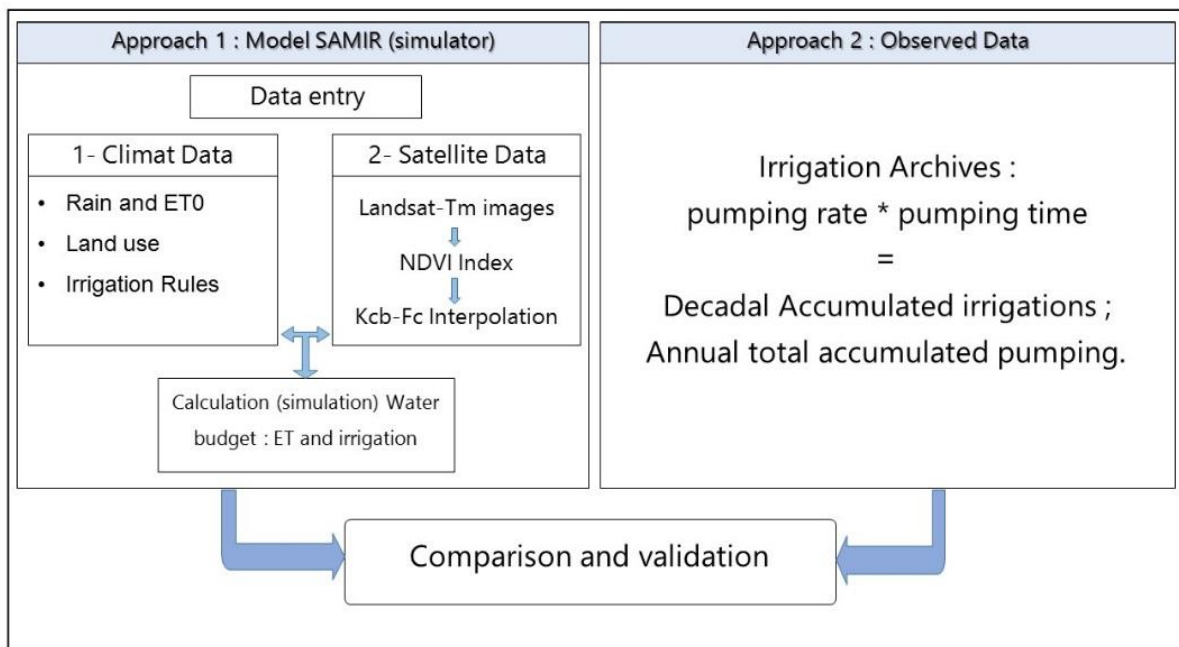 Approach 1 : Model SAMIR (simulator)
Data entry
1- Climat Data
• Rain and ET0
• Land use
• Irrigation Rules
2- Satellite Data
Landsat-Tm images
NDVI Index
Kcb-Fc Interpolation
Calculation (simulation) Water
budget : ET and irrigation
Approach 2 : Observed Data
Irrigation Archives :
pumping rate * pumping time
=
Decadal Accumulated irrigations ;
Annual total accumulated pumping.
Comparison and validation